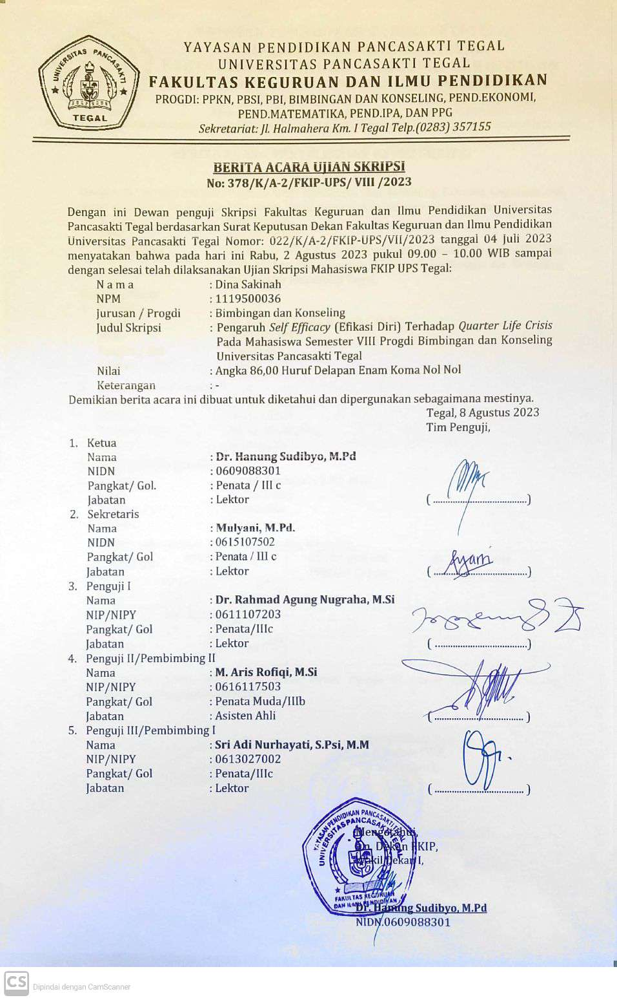 UNIVERSITAS PANCASAKTI
TEGAL
YAYASAN PENDIDIKAN PANCASAKTI TEGAL
UNIVERSITAS PANCASAKTI TEGAL
FAKULTAS KEGURUAN DAN ILMU PENDIDIKAN
PROGDI: PPKN, PBSI, PBI, BIMBINGAN DAN KONSELING, PEND.EKONOMI,
PEND.MATEMATIKA, PEND.IPA, DAN PPG
Sekretariat: Jl. Halmahera Km. I Tegal Telp.(0283) 357155
BERITA ACARA UJIAN SKRIPSI
No: 378/K/A-2/FKIP-UPS/ VIII /2023
Dengan ini Dewan penguji Skripsi Fakultas Keguruan dan Ilmu Pendidikan Universitas
Pancasakti Tegal berdasarkan Surat Keputusan Dekan Fakultas Keguruan dan Ilmu Pendidikan
Universitas Pancasakti Tegal Nomor: 022/K/A-2/FKIP-UPS/VII/2023 tanggal 04 Juli 2023
menyatakan bahwa pada hari ini Rabu, 2 Agustus 2023 pukul 09.00 – 10.00 WIB sampai
dengan selesai telah dilaksanakan Ujian Skripsi Mahasiswa FKIP UPS Tegal:
N a m a : Dina Sakinah
NPM : 1119500036
Jurusan / Progdi : Bimbingan dan Konseling
Judul Skripsi : Pengaruh Self Efficacy (Efikasi Diri) Terhadap Quarter Life Crisis
Pada Mahasiswa Semester VIII Progdi Bimbingan dan Konseling
Universitas Pancasakti Tegal
Nilai : Angka 86,00 Huruf Delapan Enam Koma Nol Nol
Keterangan : -
Demikian berita acara ini dibuat untuk diketahui dan dipergunakan sebagaimana mestinya.
Tegal, 8 Agustus 2023
Tim Penguji,
1. Ketua
Nama : Dr. Hanung Sudibyo, M.Pd
NIDN : 0609088301
Pangkat/ Gol. : Penata / III c
Jabatan : Lektor (....................................)
2. Sekretaris
Nama : Mulyani, M.Pd.
NIDN : 0615107502
Pangkat/ Gol : Penata / III c
Jabatan : Lektor (....................................)
3. Penguji I
Nama : Dr. Rahmad Agung Nugraha, M.Si
NIP/NIPY : 0611107203
Pangkat/ Gol : Penata/IIIc
Jabatan : Lektor (....................................)
4. Penguji II/Pembimbing II
Nama : M. Aris Rofiqi, M.Si
NIP/NIPY : 0616117503
Pangkat/ Gol : Penata Muda/IIIb
Jabatan : Asisten Ahli (....................................)
5. Penguji III/Pembimbing I
Nama : Sri Adi Nurhayati, S.Psi, M.M
NIP/NIPY : 0613027002
Pangkat/ Gol : Penata/IIIc
Jabatan : Lektor (....................................)
YAYASAN PENDIDIKAN PANCASAKTI TEGAL
UNIVERSITAS PANCASAKTI TEGAL
FAKULTAS KEGURUAN
DAN ILMU PENDIDIKAN
Mengetahui,
an. Dekan FKIP,
Wakil Dekan I,
Dr. Hanung Sudibyo, M.Pd
NIDN.0609088301
CS Dipindai dengan CamScanner